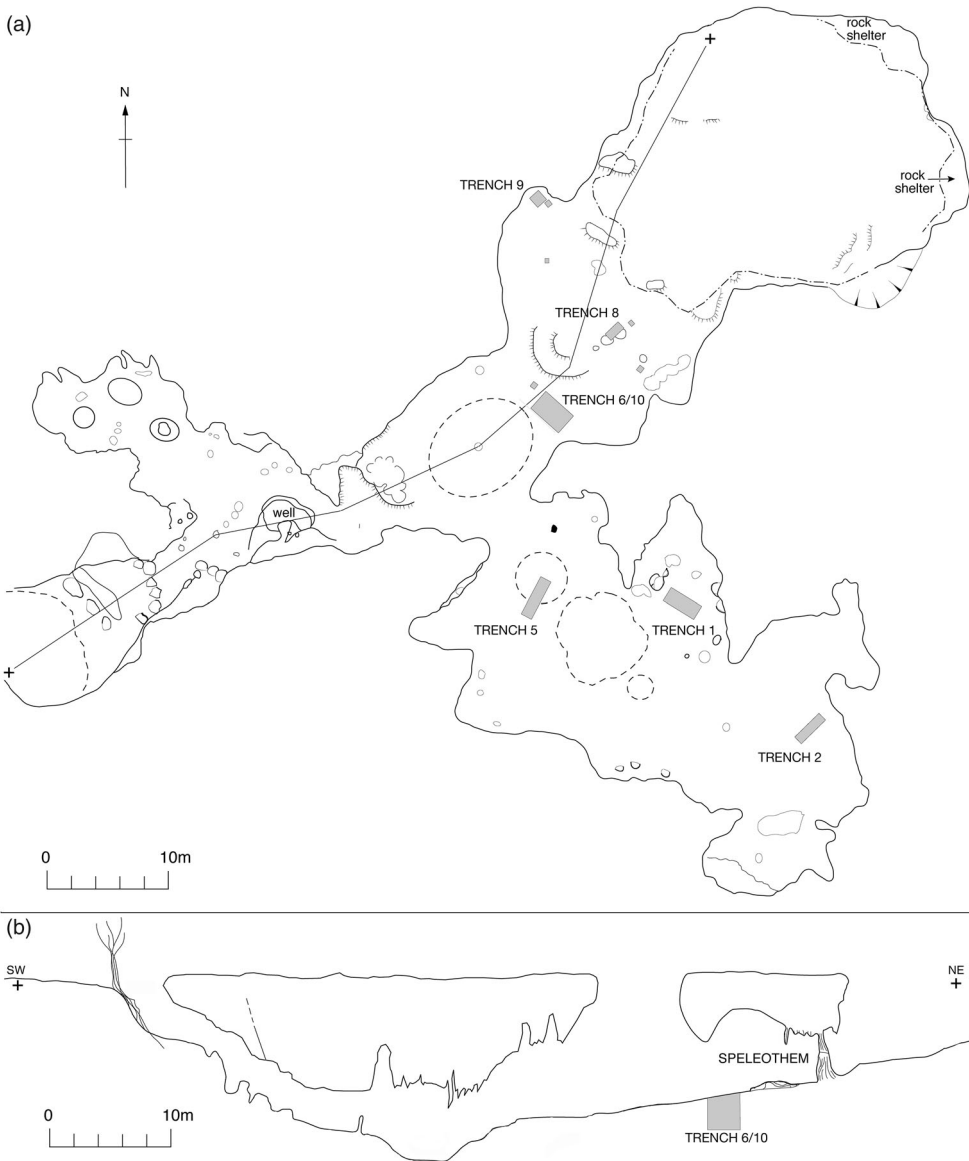 (a)
rock
shelter
N
rock
shelter
TRENCH 9
TRENCH 8
TRENCH 6/10
well
TRENCH 5
TRENCH 1
TRENCH 2
0 10m
(b)
SW
NE
SPELEOTHEM
0 10m
TRENCH 6/10